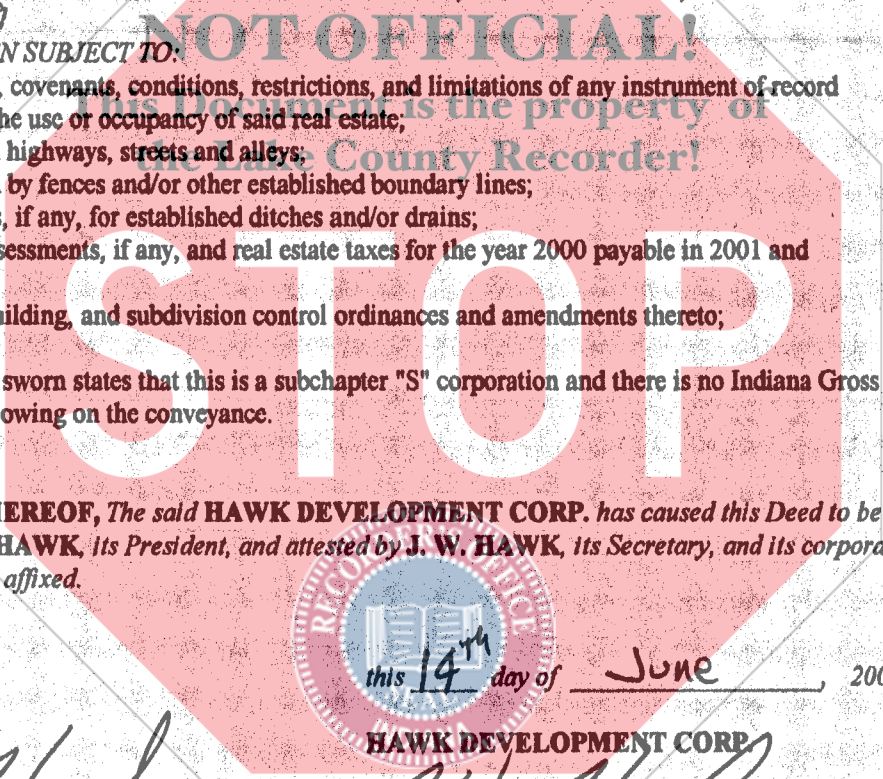 NOT OFFICIAL!
N SUBJECT TO:
, covenants, conditions, restrictions, and limitations of any instrument of record
This Document is the property of
he use or occupancy of said real estate;
highways, streets and alleys;
the Lake County Recorder!
by fences and/or other established boundary lines;
, if any, for established ditches and/or drains;
sessments, if any, and real estate taxes for the year 2000 payable in 2001 and
STOP
uilding, and subdivision control ordinances and amendments thereto;
sworn states that this is a subchapter "S" corporation and there is no Indiana Gross
owing on the conveyance.
HEREOF, The said HAWK DEVELOPMENT CORP. has caused this Deed to be
HAWK, its President, and attested by J. W. HAWK, its Secretary, and its corpora
affixed.
RECORDER'S OFFICE
SEAL
INDIANA
this 14th day of June, 200
HAWK DEVELOPMENT CORP.